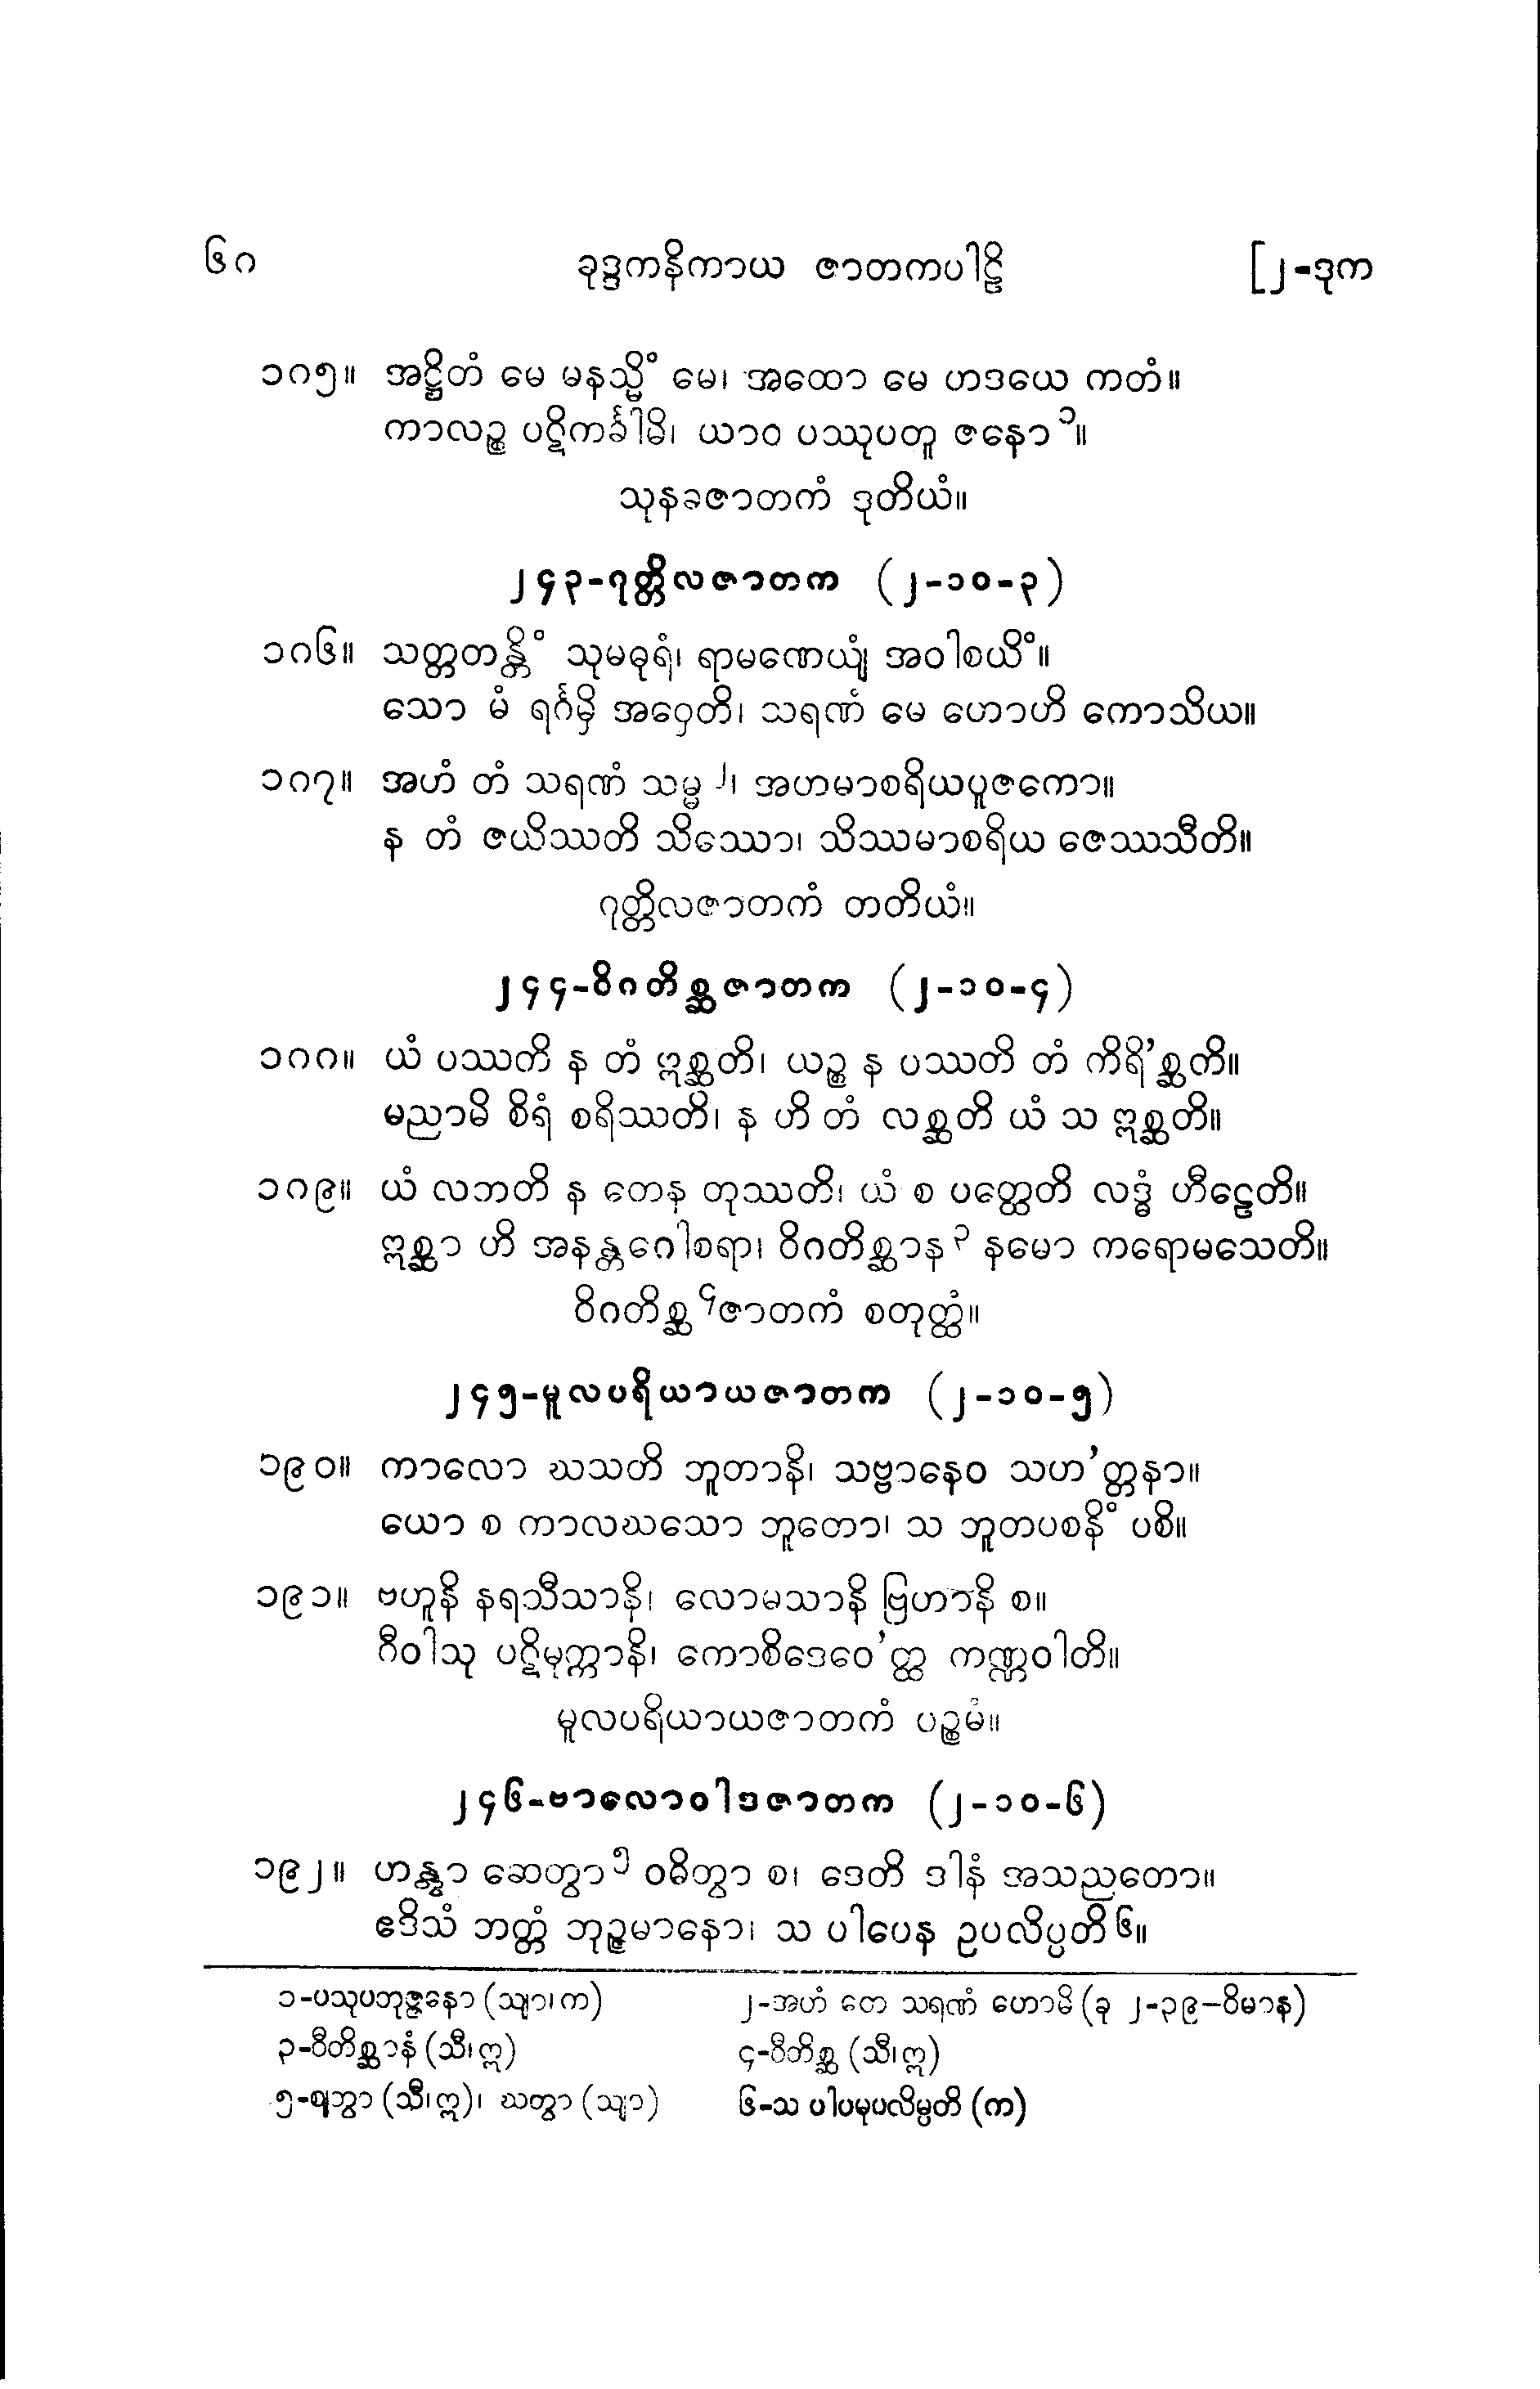 ၆၈ ခုဒ္ဒကနိကာယ ဇာတကပါဠိ [၂-ဒုက
၁၈၅။ အဋ္ဌိတံ မေ မနသ္မိံ မေ၊ အထော မေ ဟဒယေ ကတံ။
ကာလဉ္စ ပဋိကင်္ခါမိ၊ ယာဝ ပဿုပတူ ဇနော ၁။
သုနခဇာတကံ ဒုတိယံ။
၂၄၃-ဂုတ္တိလဇာတက (၂-၁၀-၃)
၁၈၆။ သတ္တတန္တိံ သုမဓုရံ၊ ရာမဏေယျံ အဝါစယိံ။
သော မံ ရင်္ဂမှိ အဝှေတိ၊ သရဏံ မေ ဟောဟိ ကောသိယ။
၁၈၇။ အဟံ တံ သရဏံ သမ္မ ၂၊ အဟမာစရိယပူဇကော။
န တံ ဇယိဿတိ သိဿော၊ သိဿမာစရိယ ဇေဿသီတိ။
ဂုတ္တိလဇာတကံ တတိယံ။
၂၄၄-ဝိဂတိစ္ဆဇာတက (၂-၁၀-၄)
၁၈၈။ ယံ ပဿတိ န တံ ဣစ္ဆတိ၊ ယဉ္စ န ပဿတိ တံ ကိရိ’စ္ဆတိ။
မညာမိ စိရံ စရိဿတိ၊ န ဟိ တံ လစ္ဆတိ ယံ သ ဣစ္ဆတိ။
၁၈၉။ ယံ လဘတိ န တေန တုဿတိ၊ ယံ စ ပတ္ထေတိ လဒ္ဓံ ဟီဠေတိ။
ဣစ္ဆာ ဟိ အနန္တဂေါစရာ၊ ဝိဂတိစ္ဆာန ၃ နမော ကရောမသေတိ။
ဝိဂတိစ္ဆ ၄ဇာတကံ စတုတ္ထံ။
၂၄၅-မူလပရိယာယဇာတက (၂-၁၀-၅)
၁၉၀။ ကာလော ဃသတိ ဘူတာနိ၊ သဗ္ဗာနေဝ သဟ’တ္တနာ။
ယော စ ကာလဃသော ဘူတော၊ သ ဘူတပစနိံ ပစိ။
၁၉၁။ ဗဟူနိ နရသီသာနိ၊ လောမသာနိ ဗြဟာနိ စ။
ဂီဝါသု ပဋိမုက္ကာနိ၊ ကောစိဒေဝေ’တ္ထ ကဏ္ဏဝါတိ။
မူလပရိယာယဇာတကံ ပဉ္စမံ။
၂၄၆-ဗာလောဝါဒဇာတက (၂-၁၀-၆)
၁၉၂။ ဟန္တွာ ဆေတွာ ၅ ဝဓိတွာ စ၊ ဒေတိ ဒါနံ အသညတော။
ဧဒိသံ ဘတ္တံ ဘုဉ္ဇမာနော၊ သ ပါပေန ဥပလိပ္ပတိ ၆။
၁-ပသုပဘုဇ္ဇနော (သျာ၊ က) ၂-အဟံ တေ သရဏံ ဟောမိ (ခု ၂-၃၉-ဝိမာန)
၃-ဝီတိစ္ဆာနံ (သီ၊ ဣ) ၄-ဝီတိစ္ဆ (သီ၊ ဣ)
၅-ဈတွာ (သီ၊ ဣ)၊ ဃတွာ (သျာ) ၆-သ ပါပမုပလိမ္ပတိ (က)